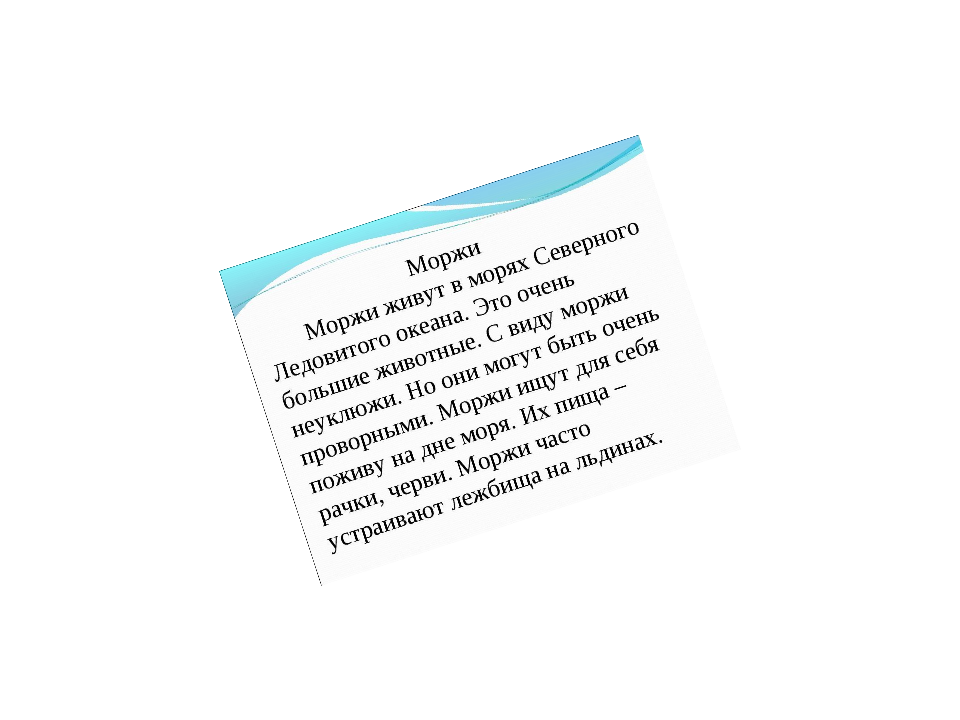 Моржи
Моржи живут в морях Северного
Ледовитого океана. Это очень
большие животные. С виду моржи
неуклюжи. Но они могут быть очень
проворными. Моржи ищут для себя
поживу на дне моря. Их пища –
рачки, черви. Моржи часто
устраивают лежбища на льдинах.